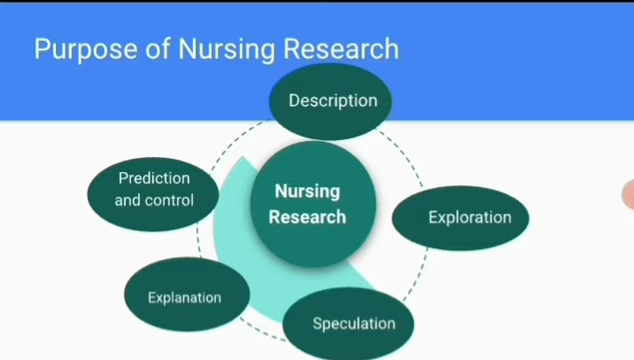 Purpose of Nursing Research
Description
Nursing
Research
Prediction
and control
Exploration
Explanation
Speculation